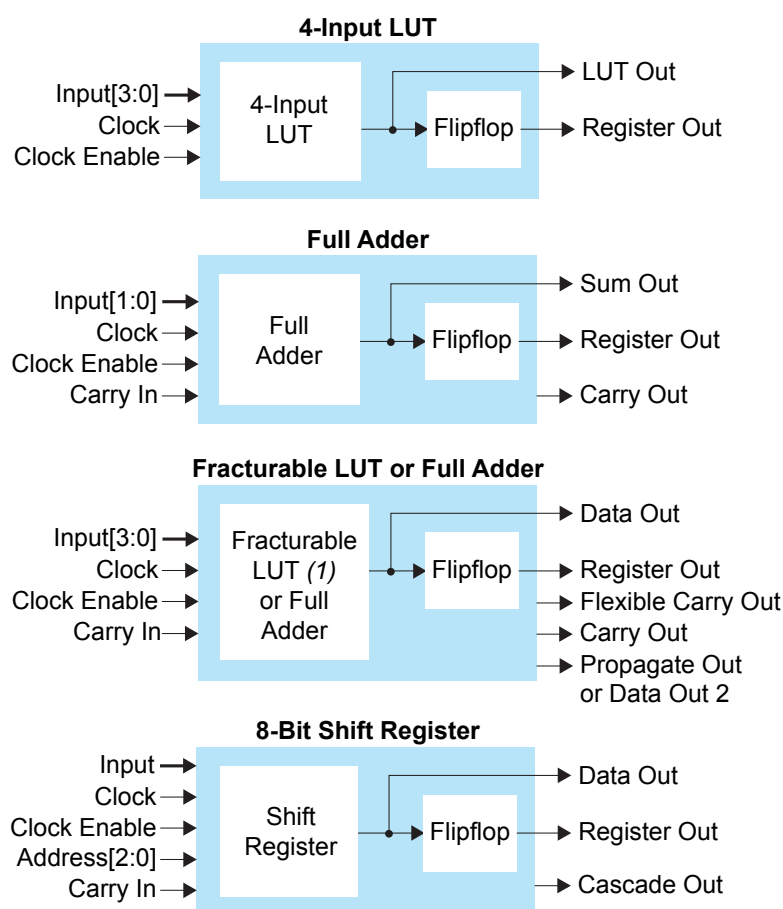 4-Input LUT
Input[3:0]
Clock
Clock Enable
4-Input
LUT
Flipflop
LUT Out
Register Out
Full Adder
Input[1:0]
Clock
Clock Enable
Carry In
Full
Adder
Flipflop
Sum Out
Register Out
Carry Out
Fracturable LUT or Full Adder
Input[3:0]
Clock
Clock Enable
Carry In
Fracturable
LUT (1)
or Full
Adder
Flipflop
Data Out
Register Out
Flexible Carry Out
Carry Out
Propagate Out
or Data Out 2
8-Bit Shift Register
Input
Clock
Clock Enable
Address[2:0]
Carry In
Shift
Register
Flipflop
Data Out
Register Out
Cascade Out